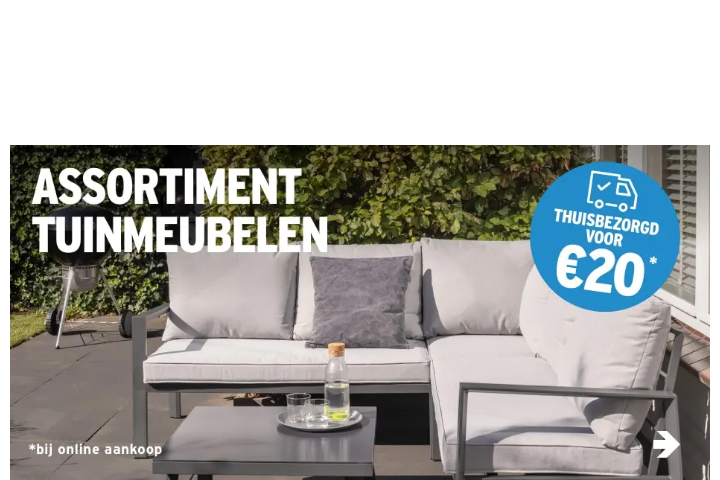 ASSORTIMENT
TUINMEUBELEN
THUISBEZORGD
VOOR
€20*
*bij online aankoop